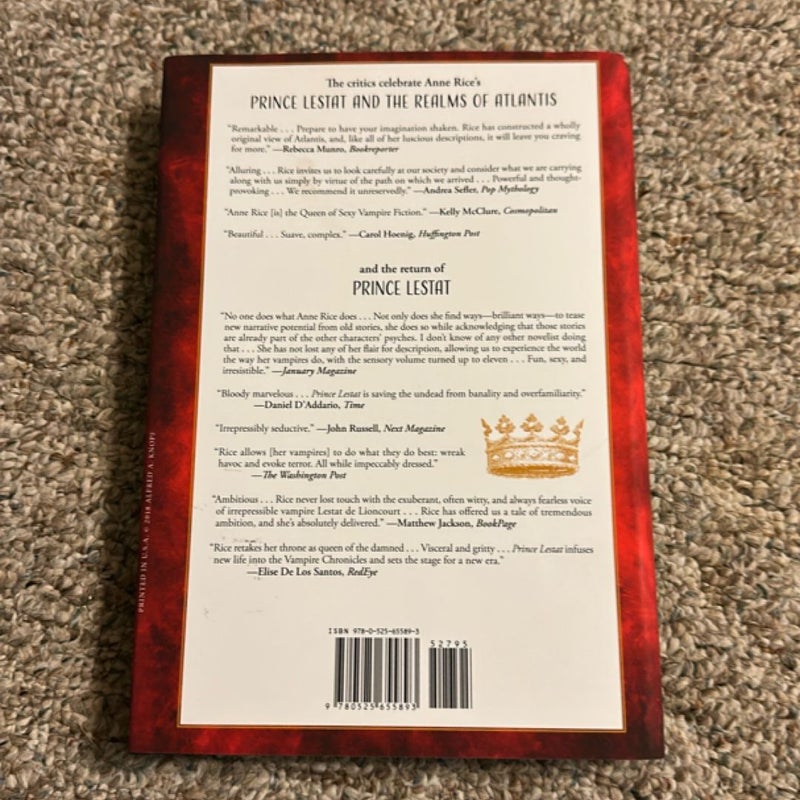 The critics celebrate Anne Rice's
PRINCE LESTAT AND THE REALMS OF ATLANTIS
"Remarkable . . . Prepare to have your imagination shaken. Rice has constructed a wholly
original view of Atlantis, and, like all of her luscious descriptions, it will leave you craving
for more." —Rebecca Munro, Bookreporter
"Alluring . . . Rice invites us to look carefully at our society and consider what we are carrying
along with us simply by virtue of the path on which we arrived . . . Powerful and thought-
provoking . . . We recommend it unreservedly." —Andrea Sefler, Pop Mythology
"Anne Rice [is] the Queen of Sexy Vampire Fiction." —Kelly McClure, Cosmopolitan
"Beautiful . . . Suave, complex." —Carol Hoenig, Huffington Post
and the return of
PRINCE LESTAT
"No one does what Anne Rice does . . . Not only does she find ways—brilliant ways—to tease
new narrative potential from old stories, she does so while acknowledging that those stories
are already part of the other characters' psyches. I don't know of any other novelist doing
that . . . She has not lost any of her flair for description, allowing us to experience the world
the way her vampires do, with the sensory volume turned up to eleven . . . Fun, sexy, and
irresistible." —January Magazine
"Bloody marvelous . . . Prince Lestat is saving the undead from banality and overfamiliarity."
—Daniel D'Addario, Time
"Irrepressibly seductive." —John Russell, Next Magazine
"Rice allows [her vampires] to do what they do best: wreak
havoc and evoke terror. All while impeccably dressed."
—The Washington Post
"Ambitious . . . Rice never lost touch with the exuberant, often witty, and always fearless voice
of irrepressible vampire Lestat de Lioncourt . . . Rice has offered us a tale of tremendous
ambition, and she's absolutely delivered." —Matthew Jackson, BookPage
"Rice retakes her throne as queen of the damned . . . Visceral and gritty . . . Prince Lestat infuses
new life into the Vampire Chronicles and sets the stage for a new era."
—Elise De Los Santos, RedEye
ISBN 978-0-525-65589-3
52795
9 780525 655893
PRINTED IN U.S.A. © 2018 ALFRED A. KNOPF